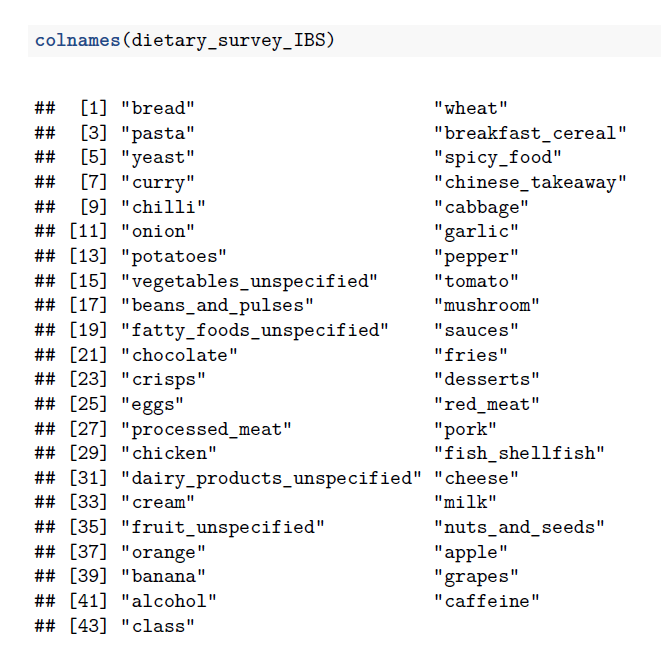 colnames(dietary_survey_IBS)
## [1] "bread" "wheat"
## [3] "pasta" "breakfast_cereal"
## [5] "yeast" "spicy_food"
## [7] "curry" "chinese_takeaway"
## [9] "chilli" "cabbage"
## [11] "onion" "garlic"
## [13] "potatoes" "pepper"
## [15] "vegetables_unspecified" "tomato"
## [17] "beans_and_pulses" "mushroom"
## [19] "fatty_foods_unspecified" "sauces"
## [21] "chocolate" "fries"
## [23] "crisps" "desserts"
## [25] "eggs" "red_meat"
## [27] "processed_meat" "pork"
## [29] "chicken" "fish_shellfish"
## [31] "dairy_products_unspecified" "cheese"
## [33] "cream" "milk"
## [35] "fruit_unspecified" "nuts_and_seeds"
## [37] "orange" "apple"
## [39] "banana" "grapes"
## [41] "alcohol" "caffeine"
## [43] "class"